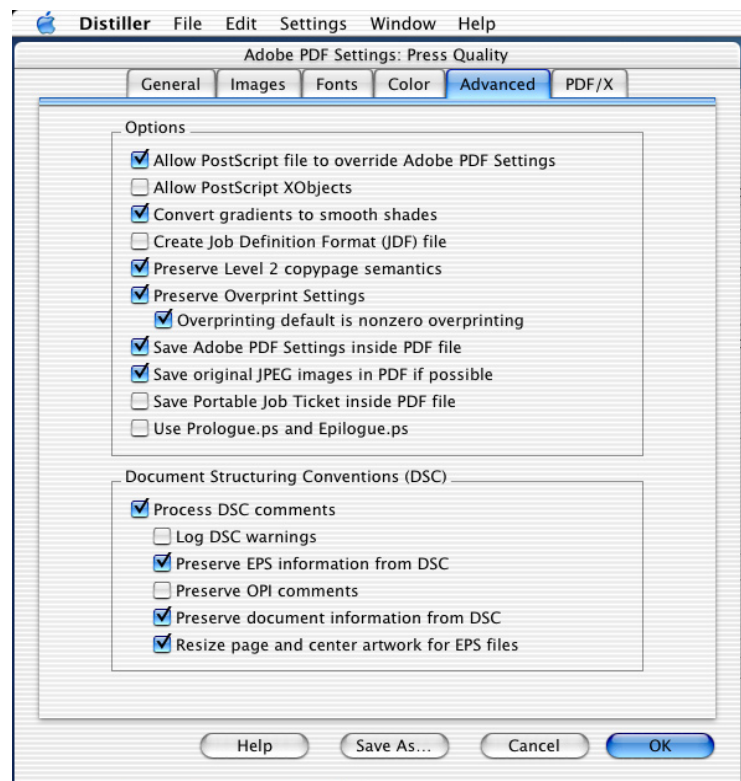 Distiller File Edit Settings Window Help
Adobe PDF Settings: Press Quality
General Images Fonts Color Advanced PDF/X
Options
Allow PostScript file to override Adobe PDF Settings
Allow PostScript XObjects
Convert gradients to smooth shades
Create Job Definition Format (JDF) file
Preserve Level 2 copypage semantics
Preserve Overprint Settings
Overprinting default is nonzero overprinting
Save Adobe PDF Settings inside PDF file
Save original JPEG images in PDF if possible
Save Portable Job Ticket inside PDF file
Use Prologue.ps and Epilogue.ps
Document Structuring Conventions (DSC)
Process DSC comments
Log DSC warnings
Preserve EPS information from DSC
Preserve OPI comments
Preserve document information from DSC
Resize page and center artwork for EPS files
Help Save As... Cancel OK